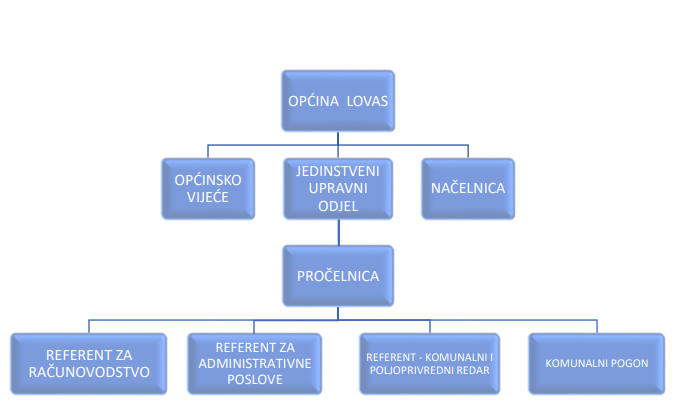 OPĆINA LOVAS
OPĆINSKO
VIJEĆE
JEDINSTVENI
UPRAVNI
ODJEL
NAČELNICA
PROČELNICA
REFERENT ZA
RAČUNOVODSTVO
REFERENT ZA
ADMINISTRATIVNE
POSLOVE
REFERENT - KOMUNALNI I
POLJOPRIVREDNI REDAR
KOMUNALNI POGON